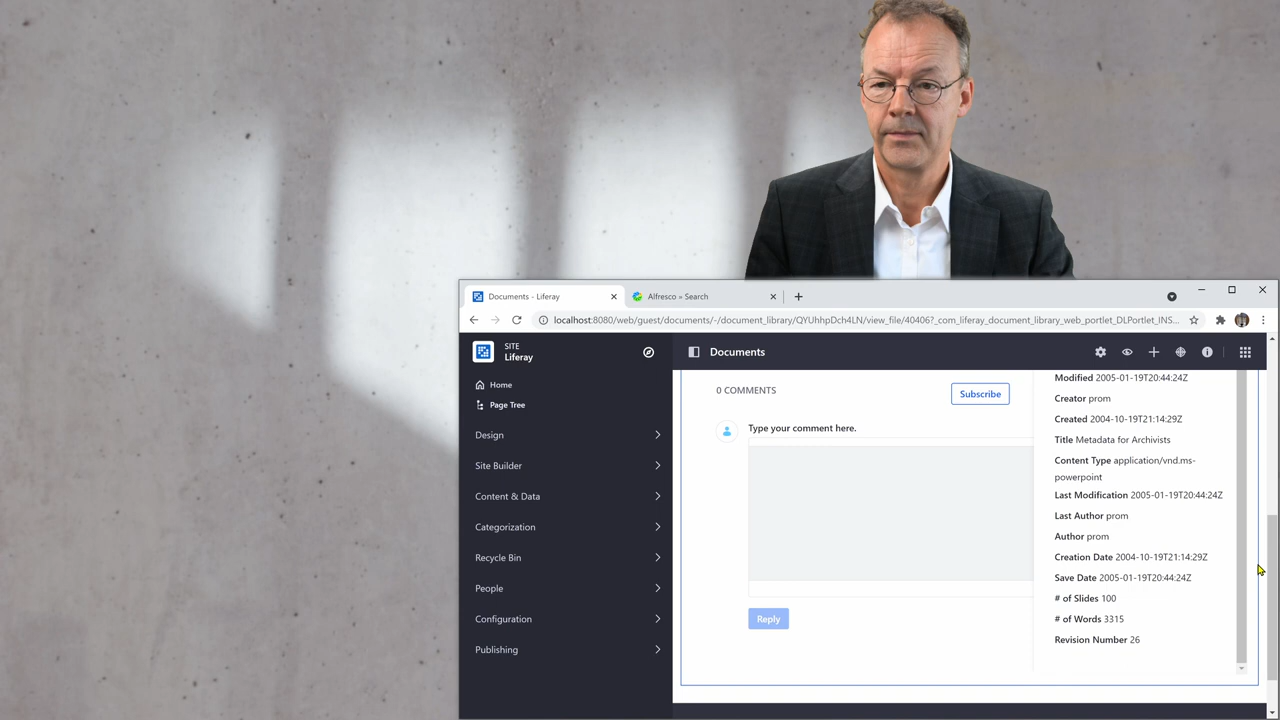 Documents - Liferay
Alfresco » Search
localhost:8080/web/guest/documents/-/document_library/QYUhhpDch4LN/view_file/40406?_com_liferay_document_library_web_portlet_DLPortlet_INS...
SITE
Liferay
Documents
Home
Page Tree
Design
Site Builder
Content & Data
Categorization
Recycle Bin
People
Configuration
Publishing
0 COMMENTS
Subscribe
Type your comment here.
Reply
Modified 2005-01-19T20:44:24Z
Creator prom
Created 2004-10-19T21:14:29Z
Title Metadata for Archivists
Content Type application/vnd.ms-
powerpoint
Last Modification 2005-01-19T20:44:24Z
Last Author prom
Author prom
Creation Date 2004-10-19T21:14:29Z
Save Date 2005-01-19T20:44:24Z
# of Slides 100
# of Words 3315
Revision Number 26